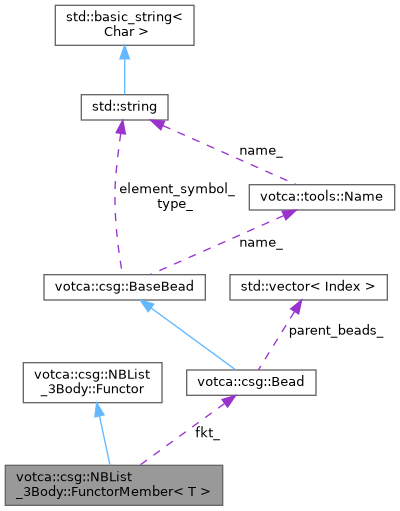 std::basic_string<
Char >
std::string
name_
element_symbol_
type_
votca::tools::Name
name_
votca::csg::BaseBead
std::vector< Index >
parent_beads_
votca::csg::NBList
_3Body::Functor
votca::csg::Bead
fkt_
votca::csg::NBList
_3Body::FunctorMember< T >